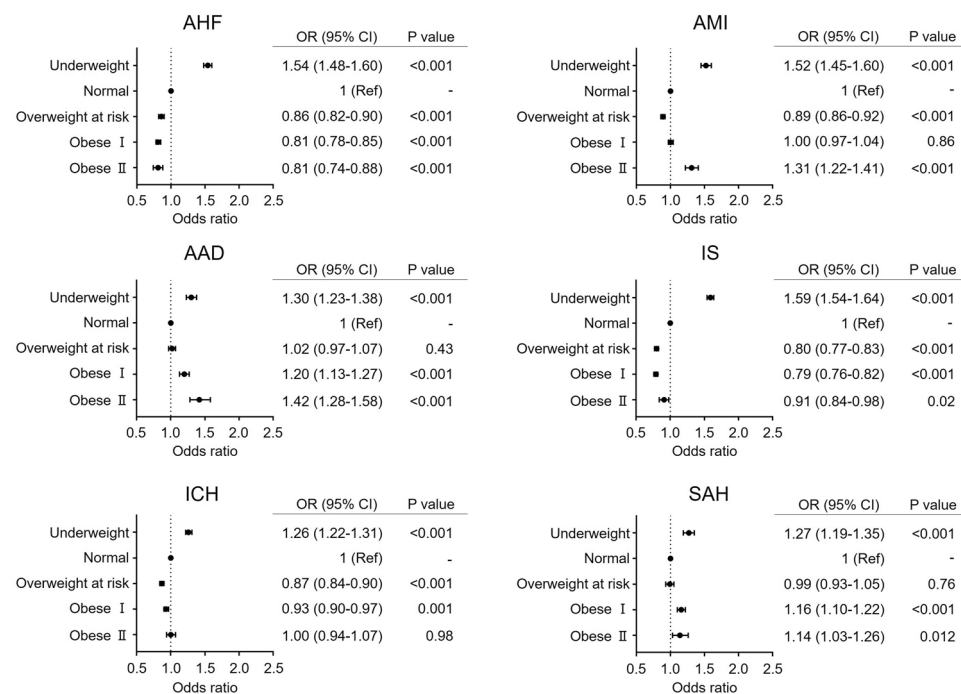 AHF
OR (95% CI) P value
Underweight 1.54 (1.48-1.60) <0.001
Normal 1 (Ref) -
Overweight at risk 0.86 (0.82-0.90) <0.001
Obese Ⅰ 0.81 (0.78-0.85) <0.001
Obese Ⅱ 0.81 (0.74-0.88) <0.001
0.5 1.0 1.5 2.0 2.5
Odds ratio
AMI
OR (95% CI) P value
Underweight 1.52 (1.45-1.60) <0.001
Normal 1 (Ref) -
Overweight at risk 0.89 (0.86-0.92) <0.001
Obese Ⅰ 1.00 (0.97-1.04) 0.86
Obese Ⅱ 1.31 (1.22-1.41) <0.001
0.5 1.0 1.5 2.0 2.5
Odds ratio
AAD
OR (95% CI) P value
Underweight 1.30 (1.23-1.38) <0.001
Normal 1 (Ref) -
Overweight at risk 1.02 (0.97-1.07) 0.43
Obese Ⅰ 1.20 (1.13-1.27) <0.001
Obese Ⅱ 1.42 (1.28-1.58) <0.001
0.5 1.0 1.5 2.0 2.5
Odds ratio
IS
OR (95% CI) P value
Underweight 1.59 (1.54-1.64) <0.001
Normal 1 (Ref) -
Overweight at risk 0.80 (0.77-0.83) <0.001
Obese Ⅰ 0.79 (0.76-0.82) <0.001
Obese Ⅱ 0.91 (0.84-0.98) 0.02
0.5 1.0 1.5 2.0 2.5
Odds ratio
ICH
OR (95% CI) P value
Underweight 1.26 (1.22-1.31) <0.001
Normal 1 (Ref) -
Overweight at risk 0.87 (0.84-0.90) <0.001
Obese Ⅰ 0.93 (0.90-0.97) 0.001
Obese Ⅱ 1.00 (0.94-1.07) 0.98
0.5 1.0 1.5 2.0 2.5
Odds ratio
SAH
OR (95% CI) P value
Underweight 1.27 (1.19-1.35) <0.001
Normal 1 (Ref) -
Overweight at risk 0.99 (0.93-1.05) 0.76
Obese Ⅰ 1.16 (1.10-1.22) <0.001
Obese Ⅱ 1.14 (1.03-1.26) 0.012
0.5 1.0 1.5 2.0 2.5
Odds ratio